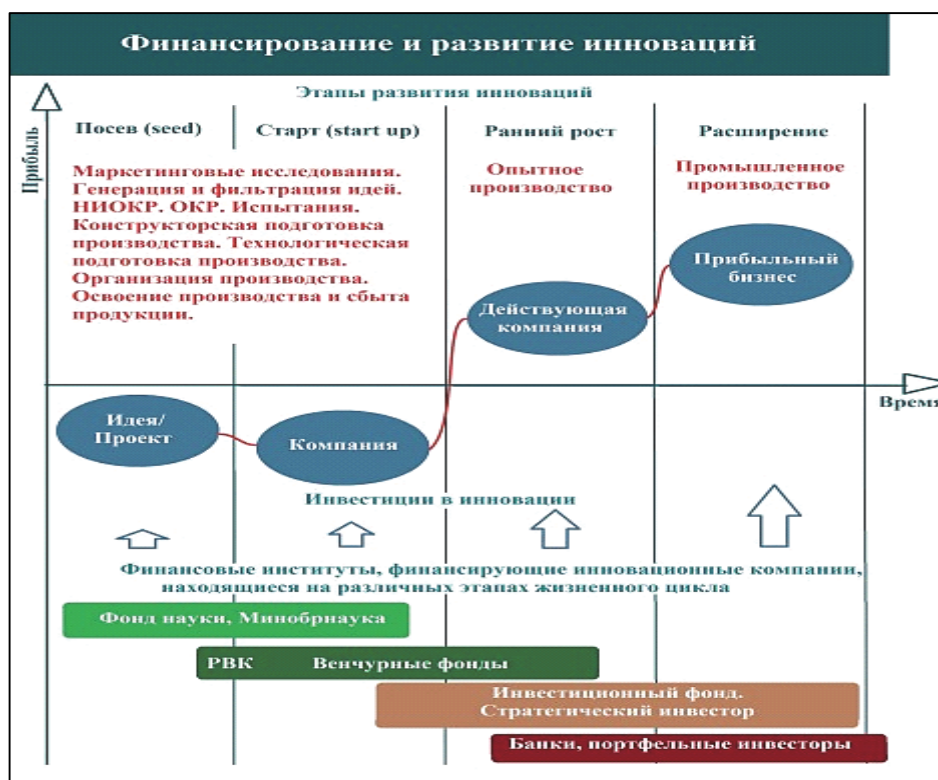 Финансирование и развитие инноваций
Этапы развития инноваций
Прибыль
Посев (seed)
Старт (start up)
Ранний рост
Расширение
Маркетинговые исследования.
Генерация и фильтрация идей.
НИОКР. ОКР. Испытания.
Конструкторская подготовка
производства. Технологическая
подготовка производства.
Организация производства.
Освоение производства и сбыта
продукции.
Опытное
производство
Промышленное
производство
Прибыльный
бизнес
Действующая
компания
Время
Идея/
Проект
Компания
Инвестиции в инновации
Финансовые институты, финансирующие инновационные компании,
находящиеся на различных этапах жизненного цикла
Фонд науки, Минобрнаука
РВК Венчурные фонды
Инвестиционный фонд.
Стратегический инвестор
Банки, портфельные инвесторы